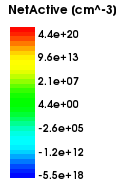 NetActive (cm^-3)
4.4e+20
9.6e+13
2.1e+07
4.4e+00
-2.6e+05
-1.2e+12
-5.5e+18